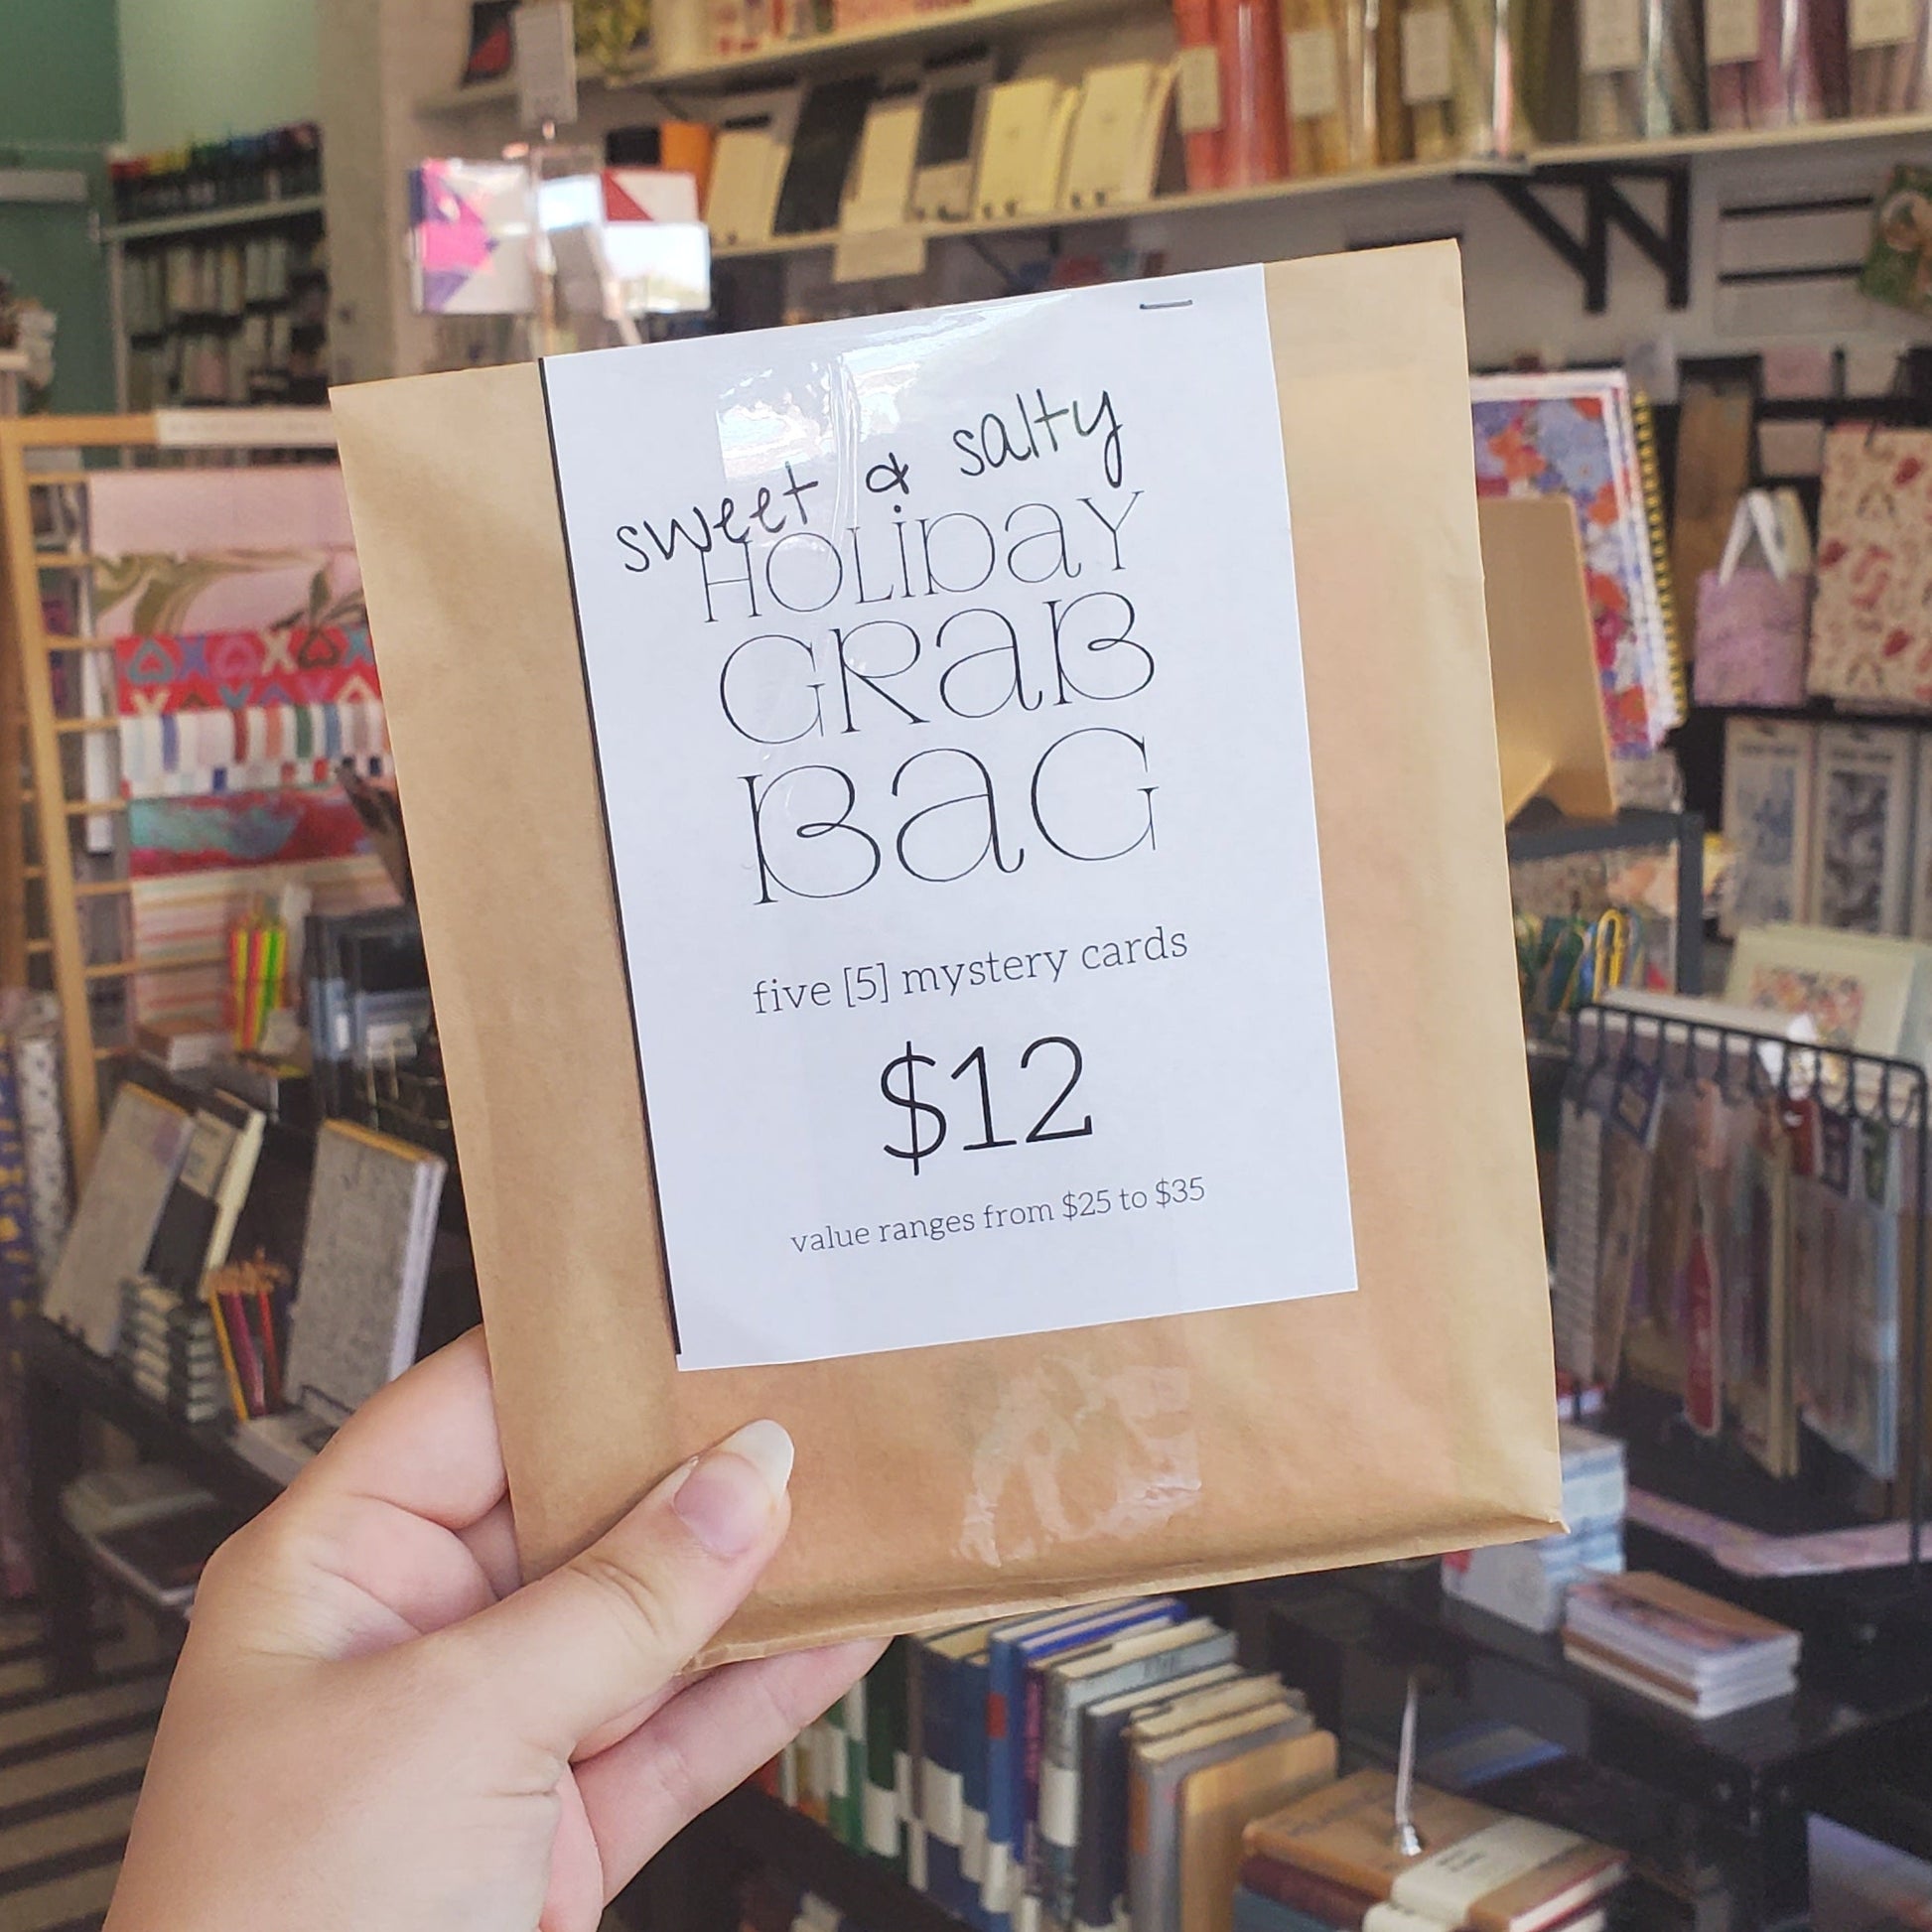 sweet & salty
HOLiDaY
GRaB
BaG
five [5] mystery cards
$12
value ranges from $25 to $35